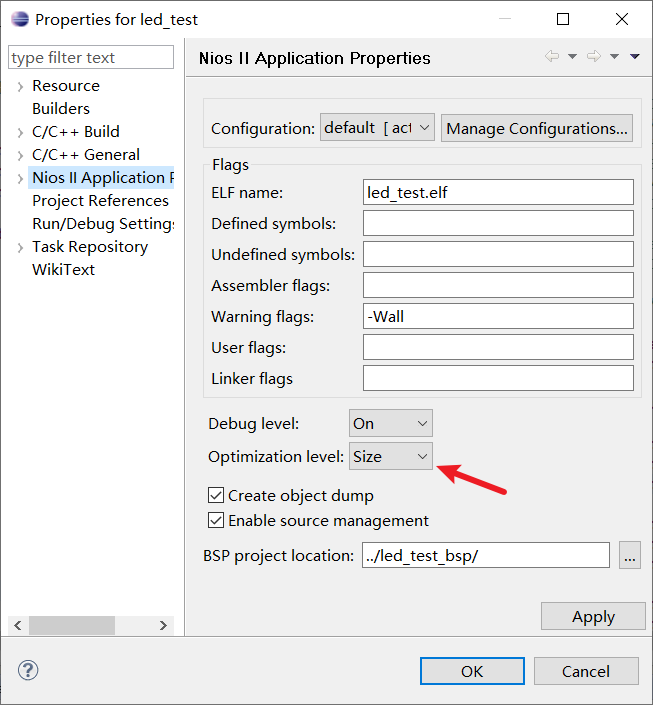 Properties for led_test
type filter text
Resource
Builders
C/C++ Build
C/C++ General
Nios II Application P
Project References
Run/Debug Settings
Task Repository
WikiText
Nios II Application Properties
Configuration: default [ act Manage Configurations...
Flags
ELF name: led_test.elf
Defined symbols:
Undefined symbols:
Assembler flags:
Warning flags: -Wall
User flags:
Linker flags
Debug level: On
Optimization level: Size
Create object dump
Enable source management
BSP project location: ../led_test_bsp/ ...
Apply
? OK Cancel